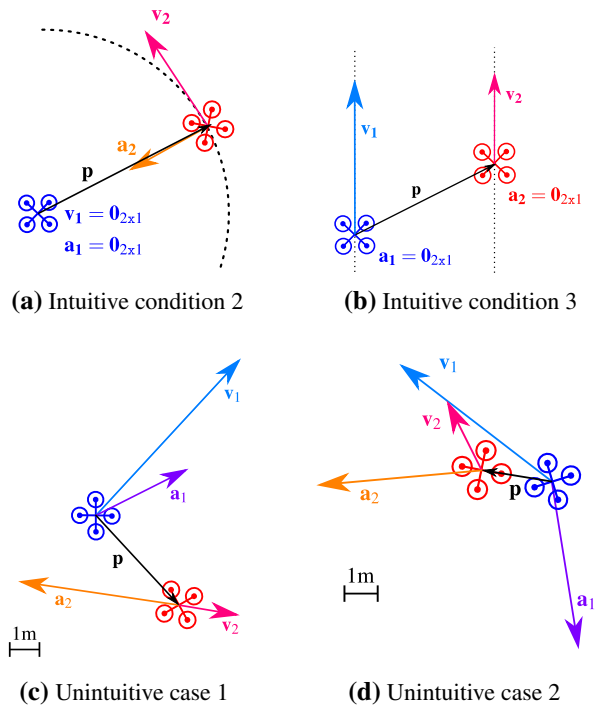 v₂
a₂
p
v₁ = 0₂ₓ₁
a₁ = 0₂ₓ₁
(a) Intuitive condition 2
v₁
v₂
p
a₂ = 0₂ₓ₁
a₁ = 0₂ₓ₁
(b) Intuitive condition 3
v₁
a₁
p
a₂
v₂
1m
(c) Unintuitive case 1
v₁
v₂
a₂
p
1m
a₁
(d) Unintuitive case 2